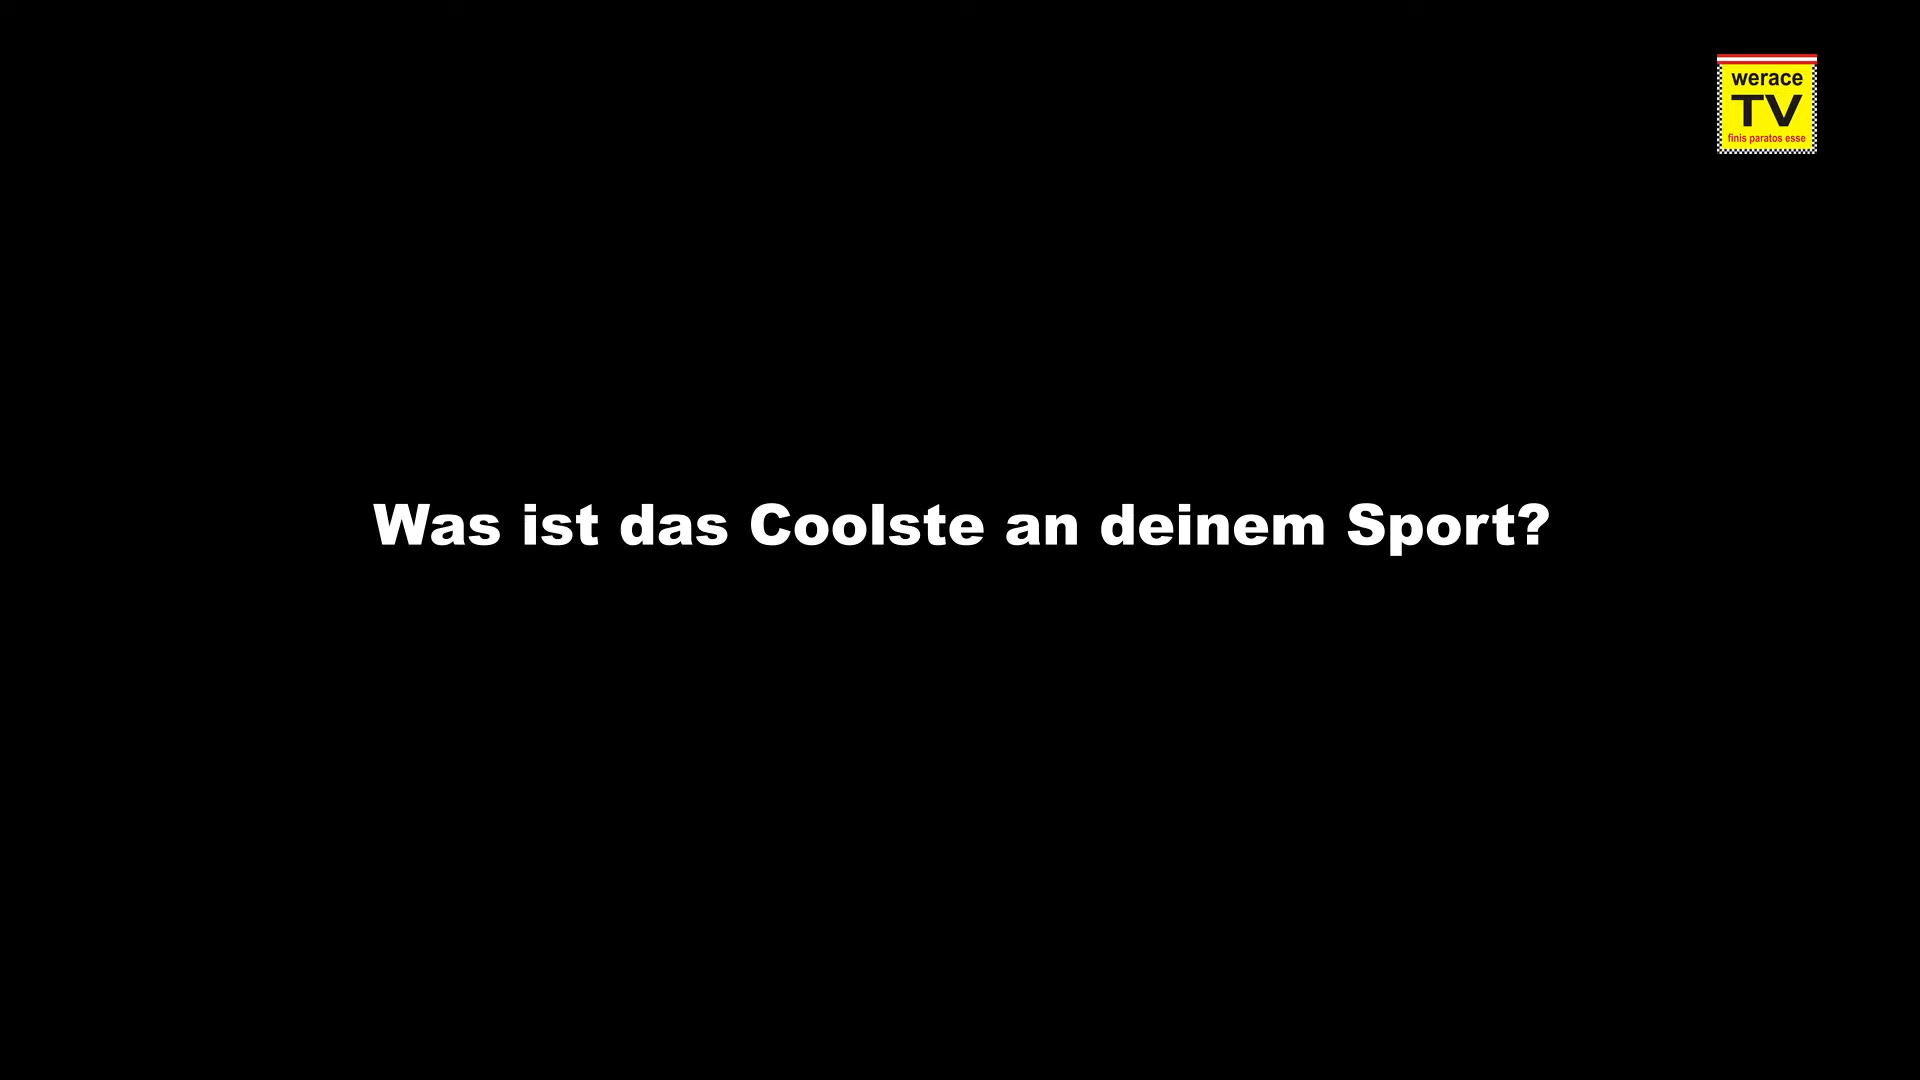 werace
TV
finis paratos esse
Was ist das Coolste an deinem Sport?